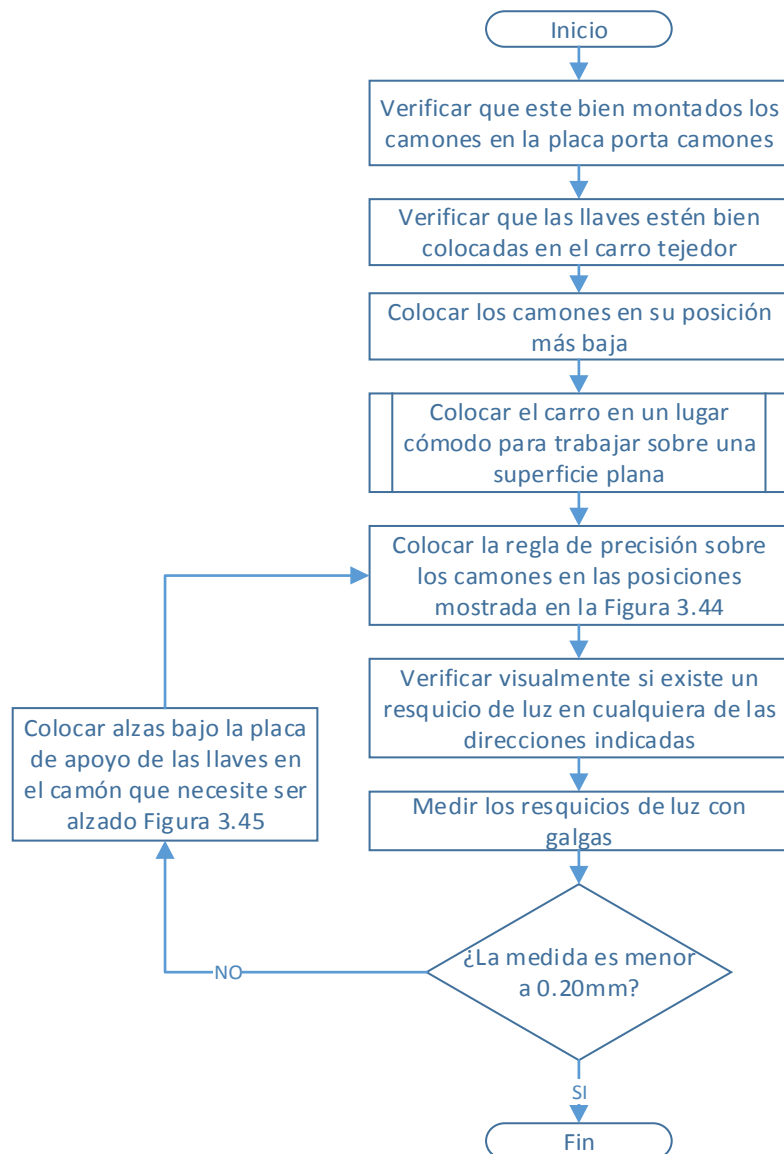 Inicio
Verificar que este bien montados los
camones en la placa porta camones
Verificar que las llaves estén bien
colocadas en el carro tejedor
Colocar los camones en su posición
más baja
Colocar el carro en un lugar
cómodo para trabajar sobre una
superficie plana
Colocar la regla de precisión sobre
los camones en las posiciones
mostrada en la Figura 3.44
Verificar visualmente si existe un
resquicio de luz en cualquiera de las
direcciones indicadas
Colocar alzas bajo la placa
de apoyo de las llaves en
el camón que necesite ser
alzado Figura 3.45
Medir los resquicios de luz con
galgas
¿La medida es menor
a 0.20mm?
NO
SI
Fin